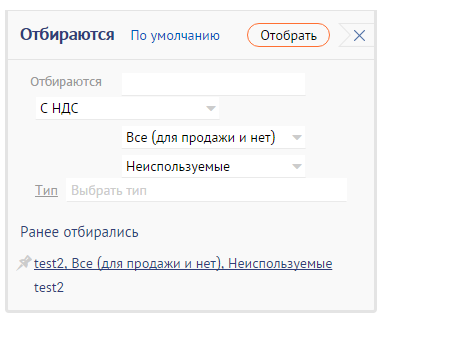 Отбираются По умолчанию Отобрать
Отбираются
С НДС
Все (для продажи и нет)
Неиспользуемые
Тип Выбрать тип
Ранее отбирались
test2, Все (для продажи и нет), Неиспользуемые
test2